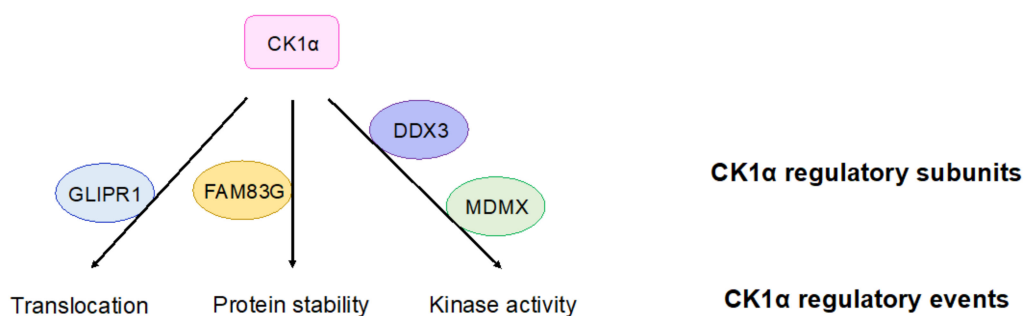 CK1α
DDX3
GLIPR1
FAM83G
MDMX
CK1α regulatory subunits
Translocation
Protein stability
Kinase activity
CK1α regulatory events